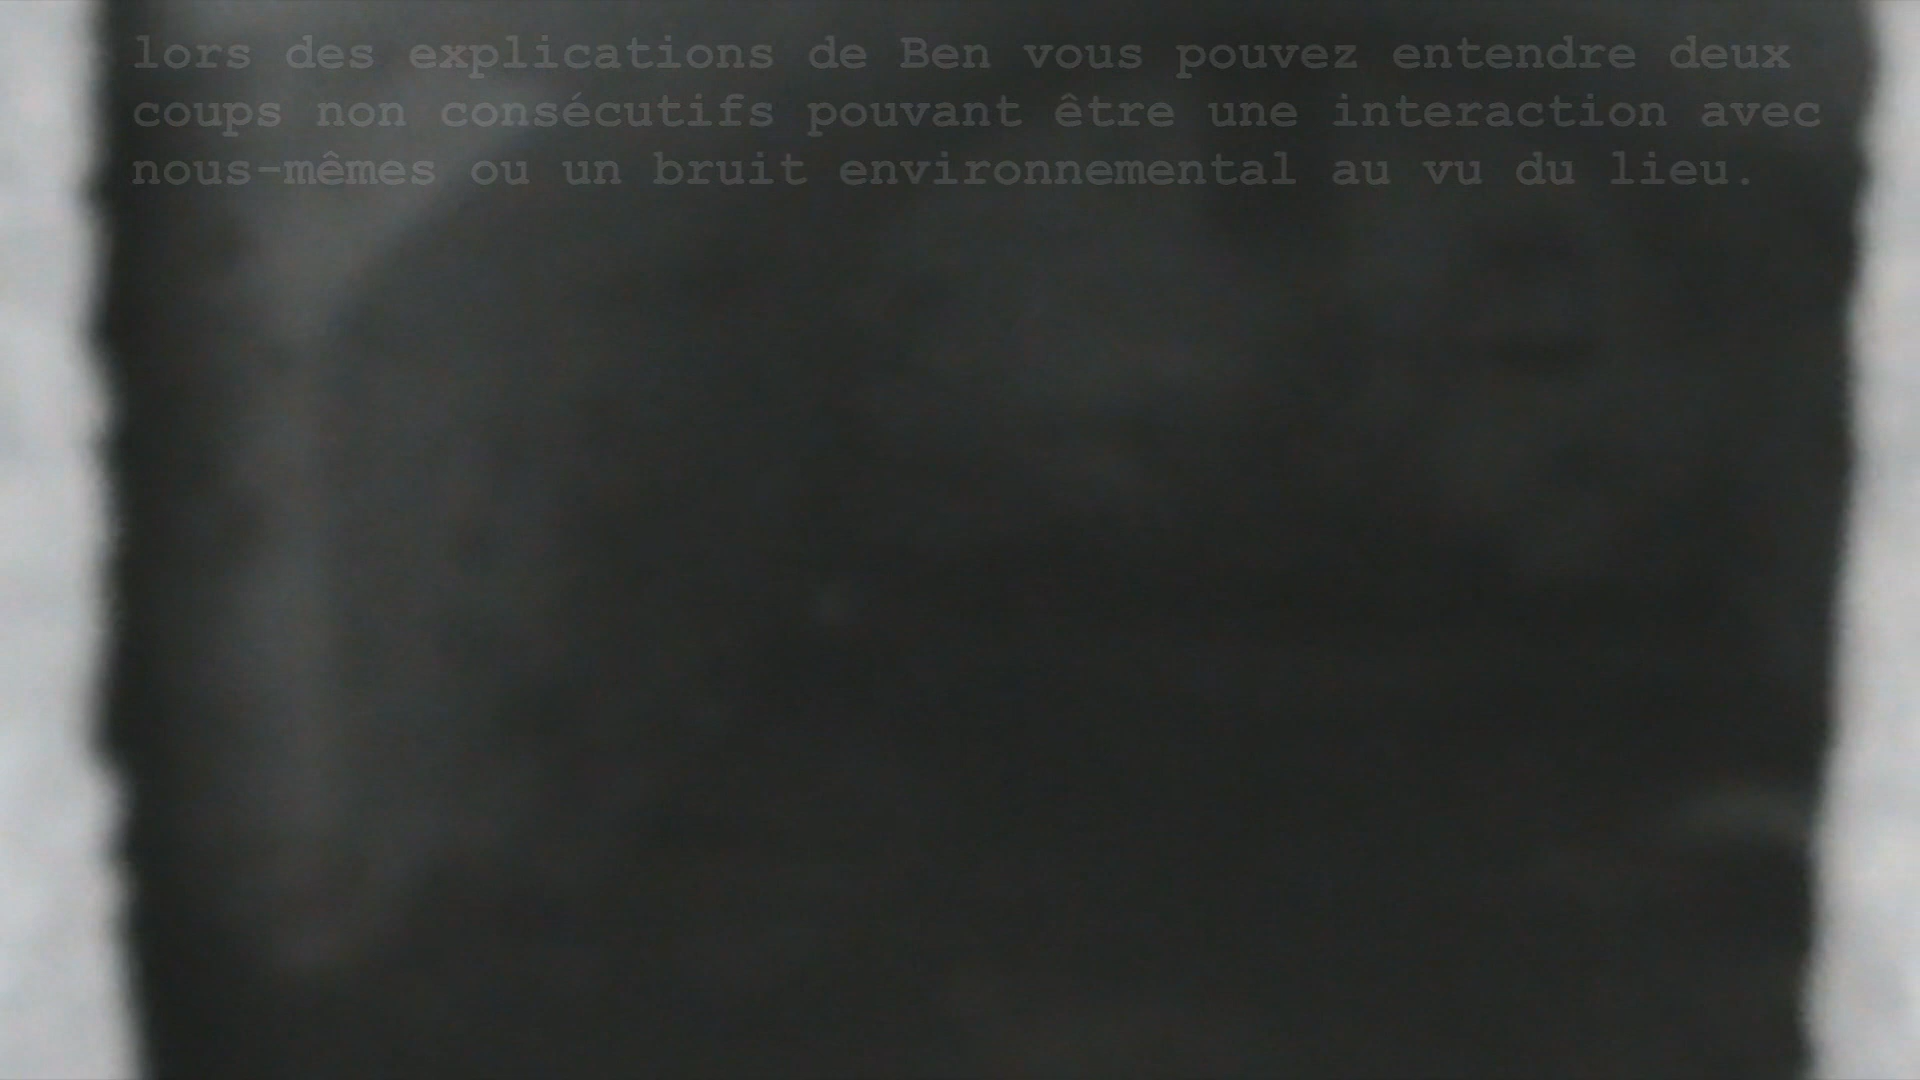 lors des explications de Ben vous pouvez entendre deux
coups non consécutifs pouvant être une interaction avec
nous-mêmes ou un bruit environnemental au vu du lieu.